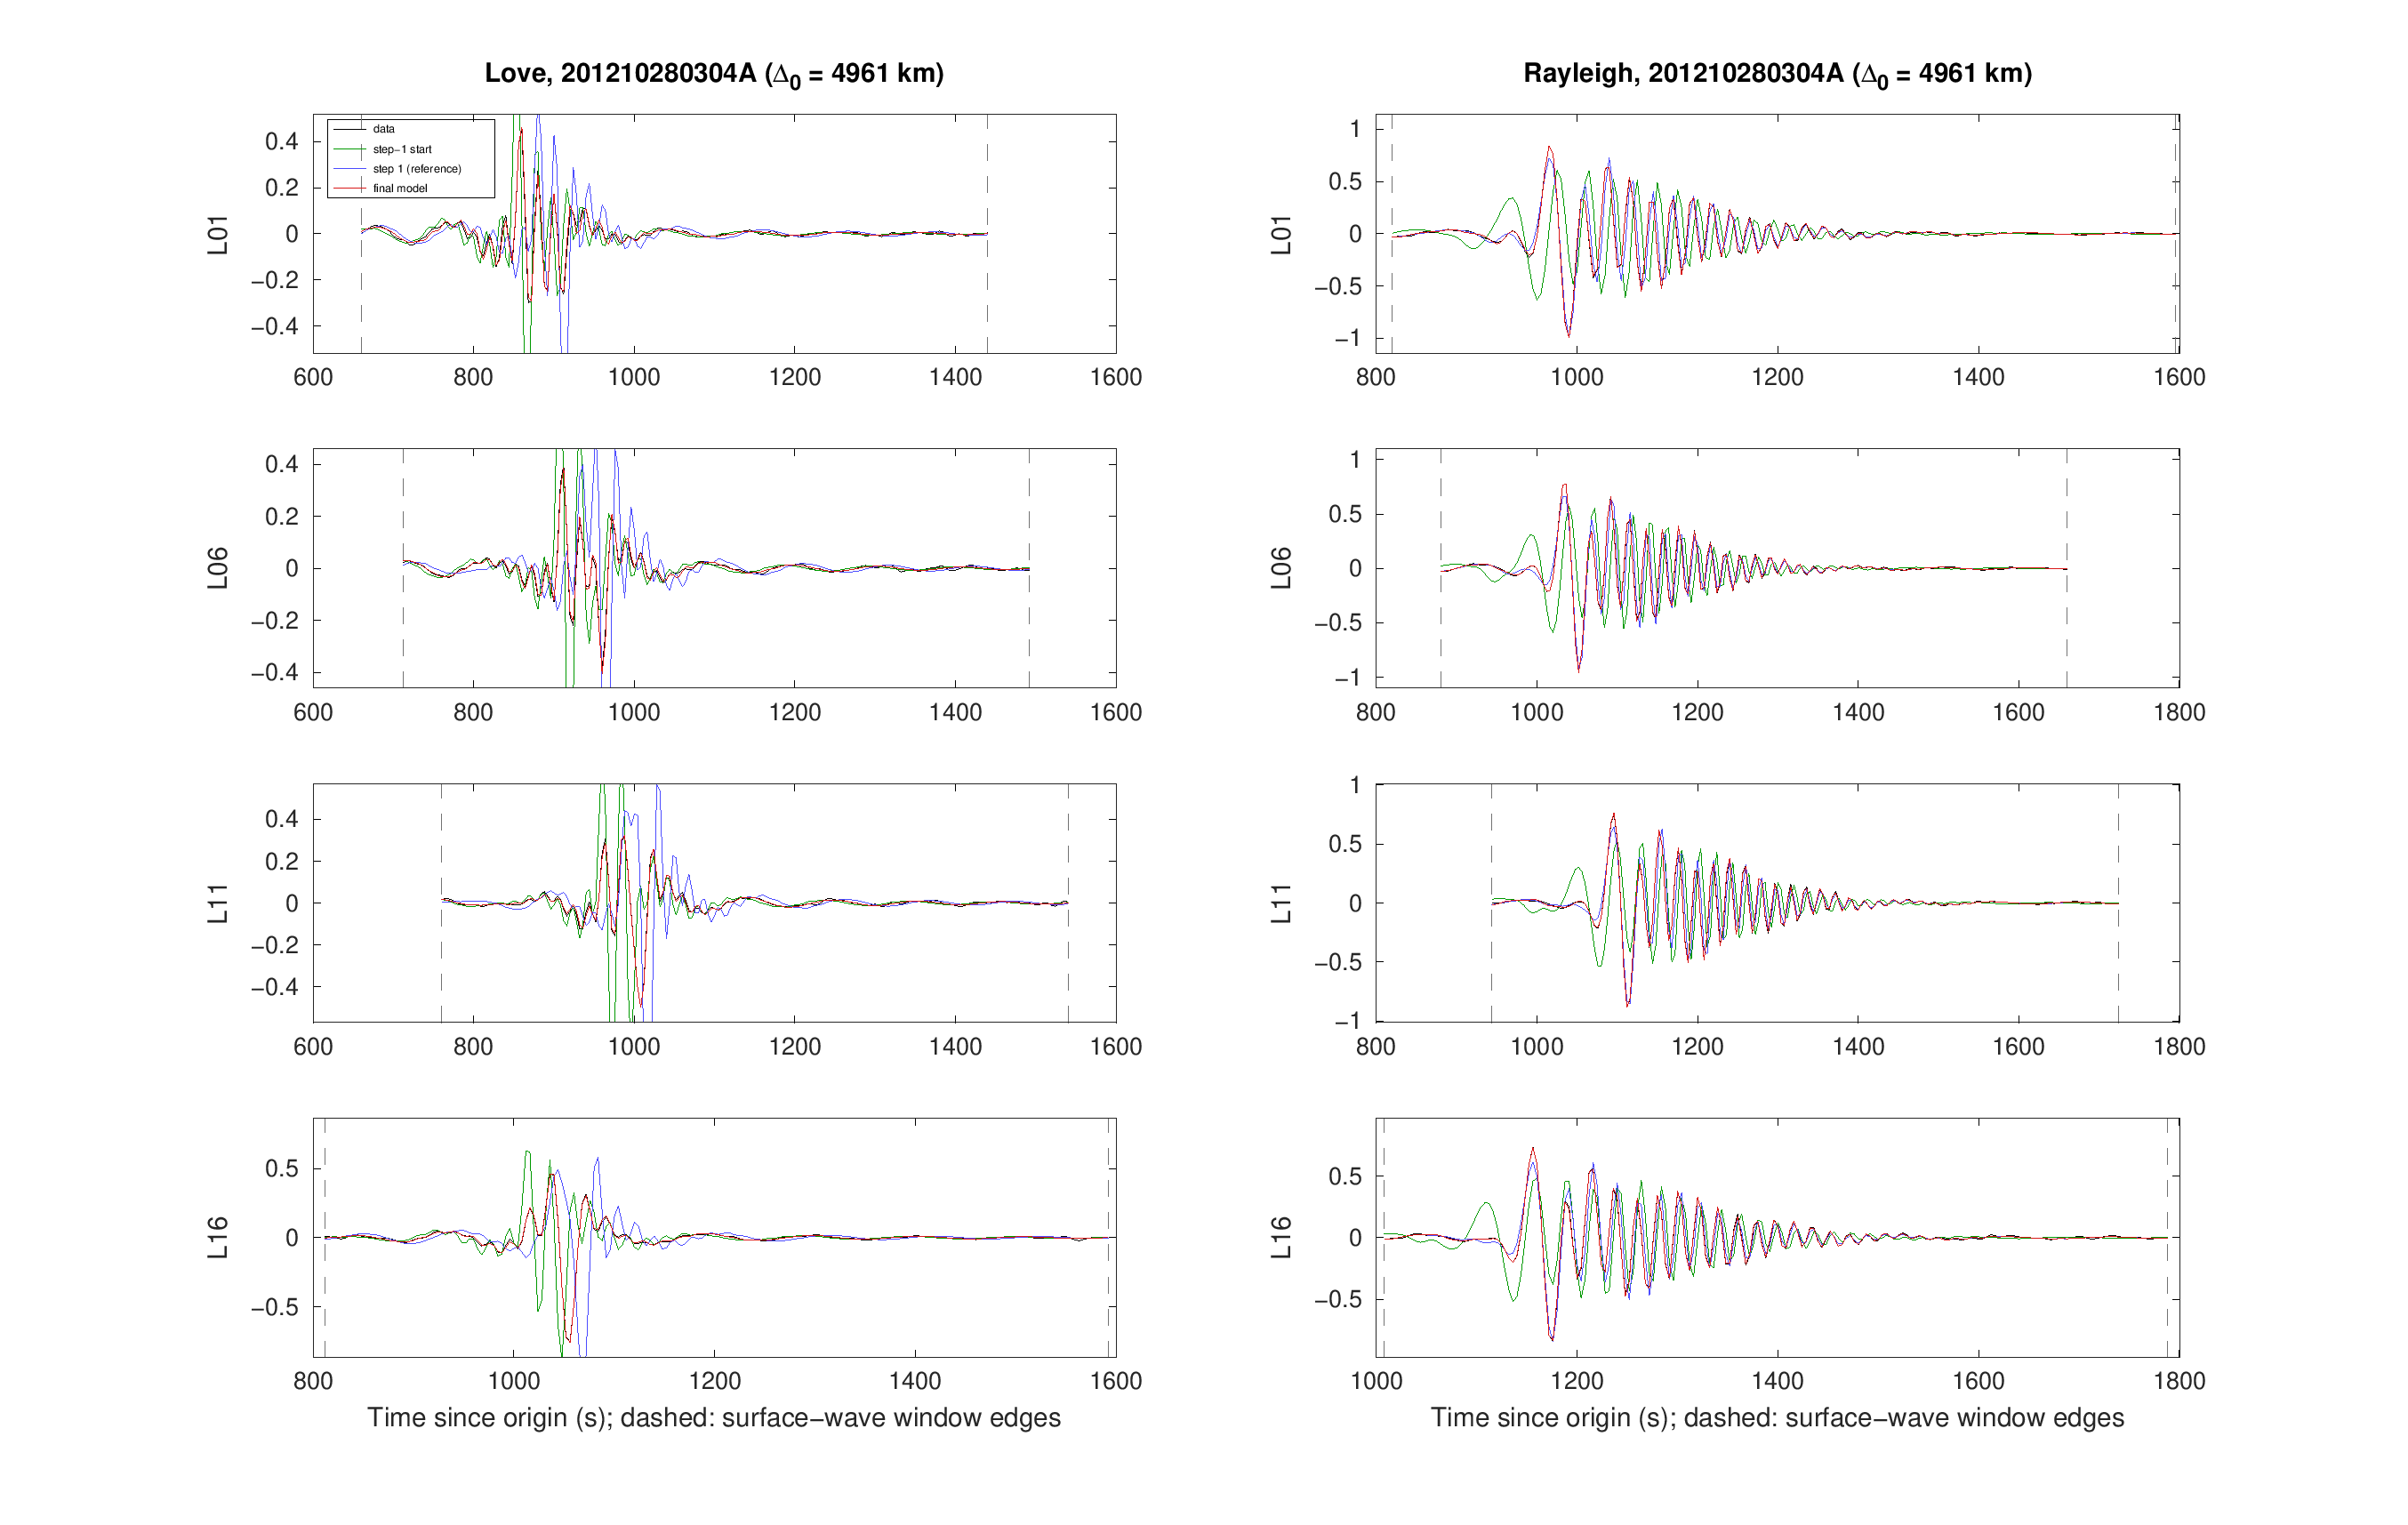 Love, 201210280304A (Δ0 = 4961 km)
0.4
0.2
0
−0.2
−0.4
L01
data
step−1 start
step 1 (reference)
final model
600 800 1000 1200 1400 1600
0.4
0.2
0
−0.2
−0.4
L06
600 800 1000 1200 1400 1600
0.4
0.2
0
−0.2
−0.4
L11
600 800 1000 1200 1400 1600
0.5
0
−0.5
L16
800 1000 1200 1400 1600
Time since origin (s); dashed: surface−wave window edges
Rayleigh, 201210280304A (Δ0 = 4961 km)
1
0.5
0
−0.5
−1
L01
800 1000 1200 1400 1600
1
0.5
0
−0.5
−1
L06
800 1000 1200 1400 1600 1800
1
0.5
0
−0.5
−1
L11
800 1000 1200 1400 1600 1800
0.5
0
−0.5
L16
1000 1200 1400 1600 1800
Time since origin (s); dashed: surface−wave window edges